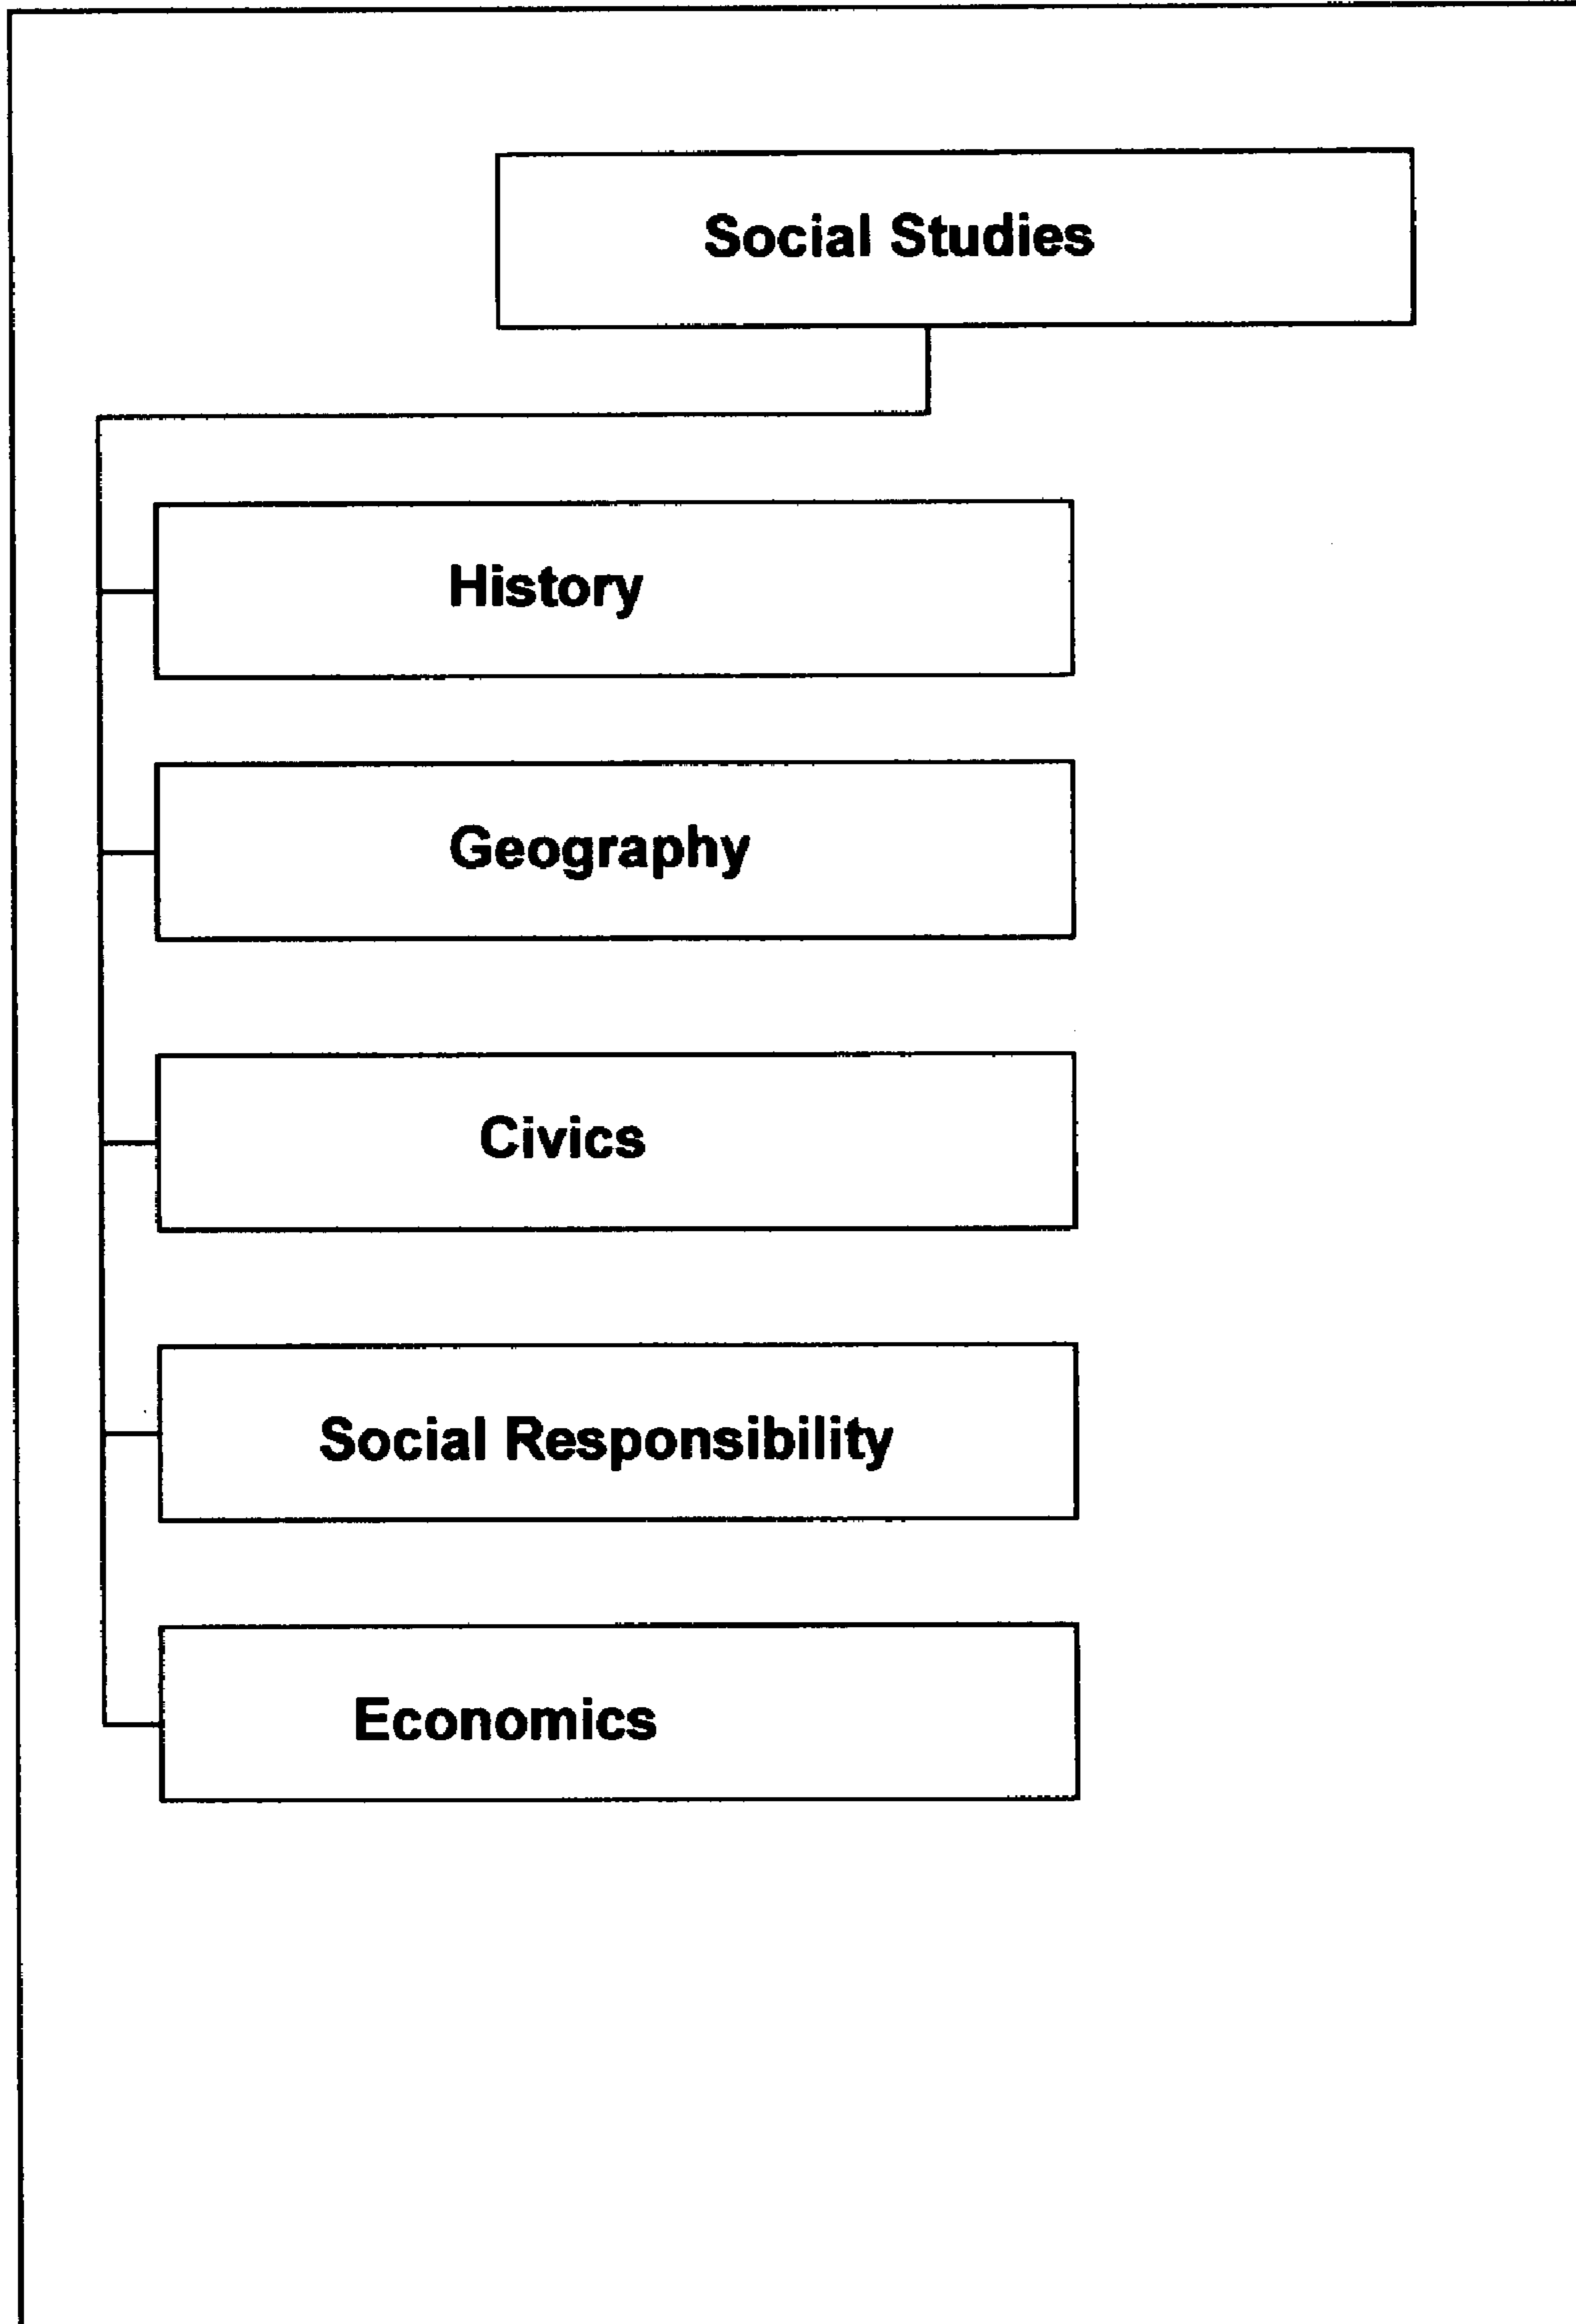 Social Studies
History
Geography
Civics
Social Responsibility
Economics